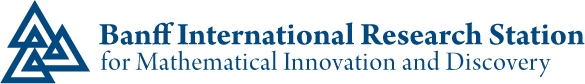 Banff International Research Station
for Mathematical Innovation and Discovery